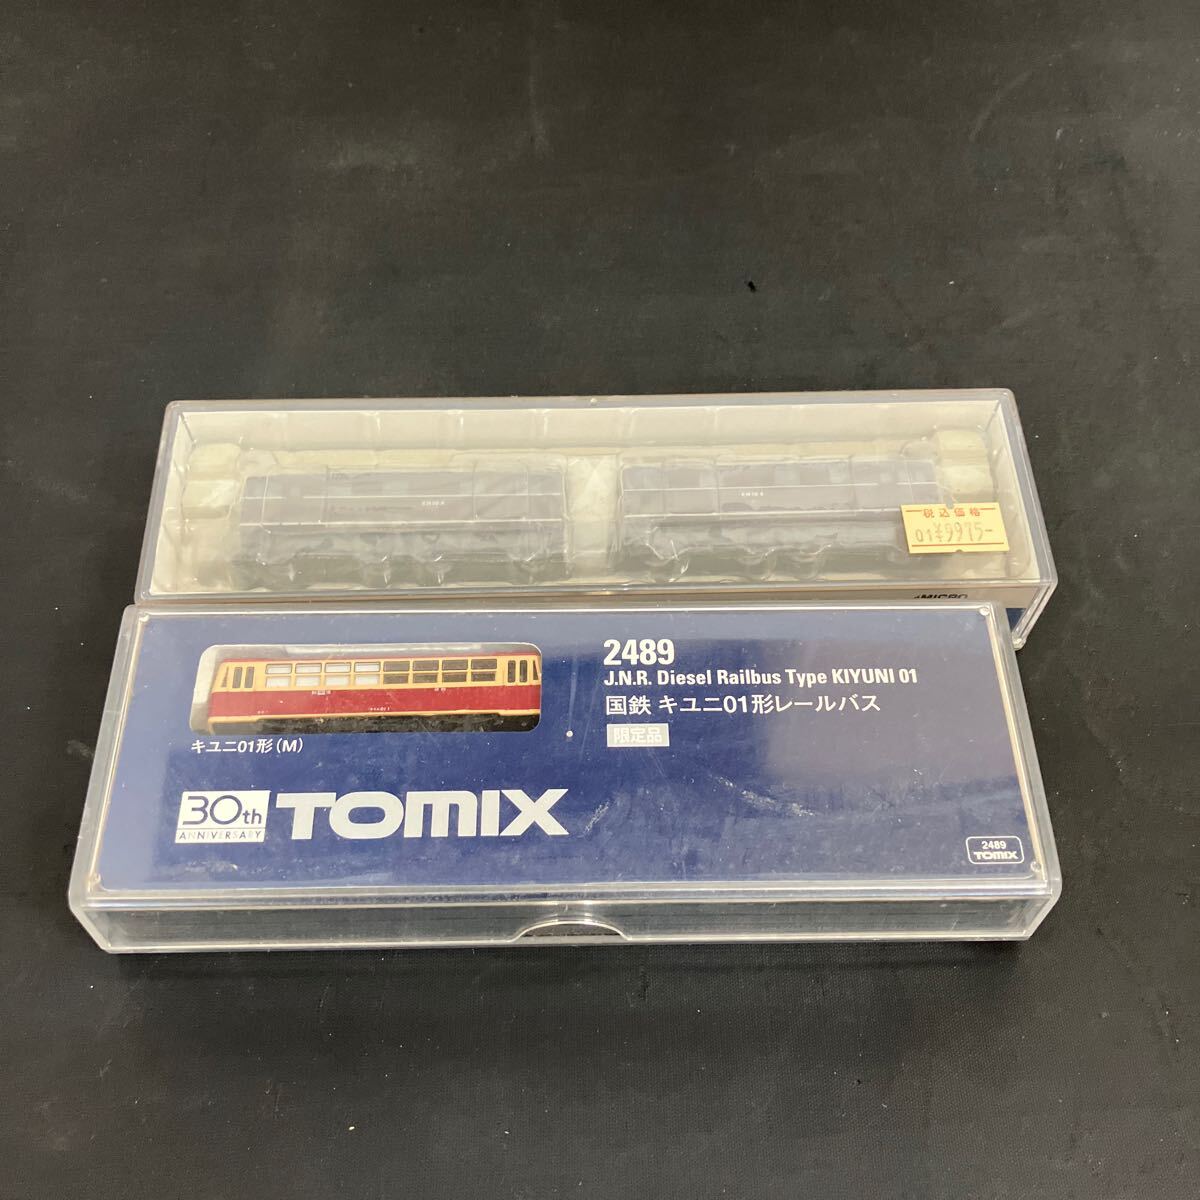 税込価格
01¥9975-
MICRO
2489
J.N.R. Diesel Railbus Type KIYUNI 01
国鉄 キユニ01形レールバス
限定品
キユニ01形(M)
30th
ANNIVERSARY
TOMIX
2489
TOMIX